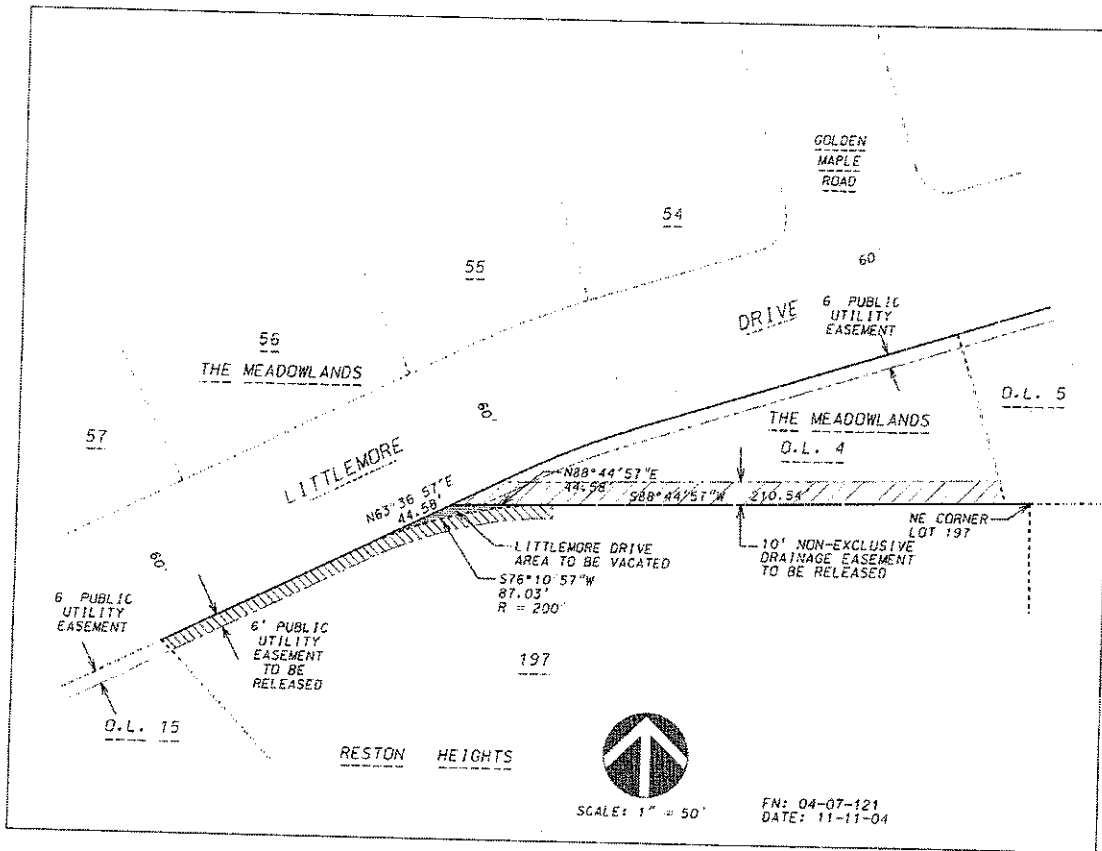 GOLDEN
MAPLE
ROAD
54
60'
55
DRIVE
6' PUBLIC
UTILITY
EASEMENT
56
THE MEADOWLANDS
O.L. 5
60'
THE MEADOWLANDS
57
O.L. 4
LITTLEMORE
N88°44'57"E
44.58'
N63°36'57"E
44.58'
S88°44'57"W 210.54'
NE CORNER
LOT 197
LITTLEMORE DRIVE
AREA TO BE VACATED
10' NON-EXCLUSIVE
DRAINAGE EASEMENT
TO BE RELEASED
S76°10'57"W
87.03'
R = 200'
60'
6' PUBLIC
UTILITY
EASEMENT
6' PUBLIC
UTILITY
EASEMENT
TO BE
RELEASED
197
O.L. 15
RESTON HEIGHTS
SCALE: 1" = 50'
FN: 04-07-121
DATE: 11-11-04